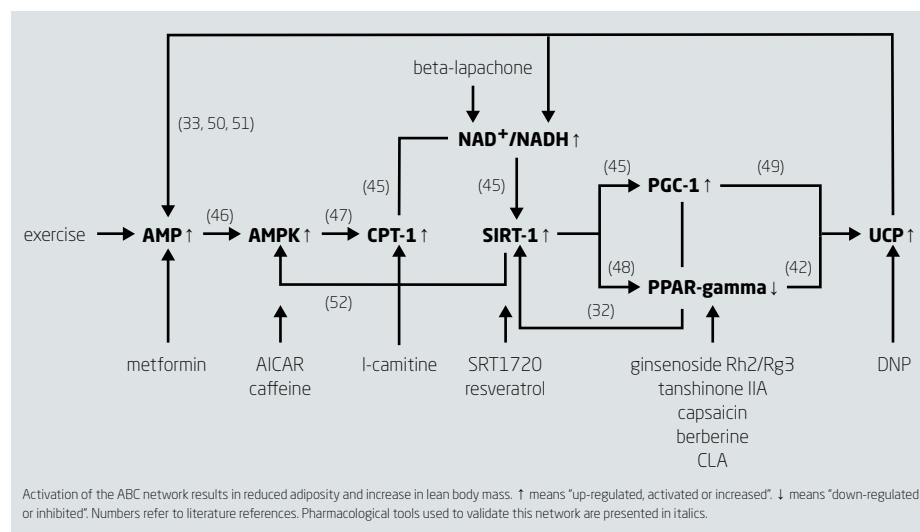 beta-lapachone
(33, 50, 51)
NAD+/NADH ↑
(45)
(45)
(45)
PGC-1 ↑
(49)
exercise
AMP ↑
(46)
AMPK ↑
(47)
CPT-1 ↑
SIRT-1 ↑
UCP ↑
(48)
PPAR-gamma ↓
(42)
(52)
(32)
metformin
AICAR
caffeine
l-camitine
SRT1720
resveratrol
ginsenoside Rh2/Rg3
tanshinone IIA
capsaicin
berberine
CLA
DNP
Activation of the ABC network results in reduced adiposity and increase in lean body mass. ↑ means "up-regulated, activated or increased". ↓ means "down-regulated
or inhibited". Numbers refer to literature references. Pharmacological tools used to validate this network are presented in italics.